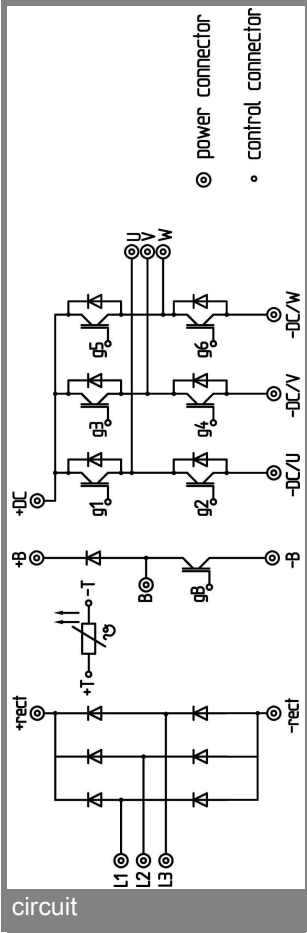 power connector
control connector
U
V
W
g5
g6
-DC/W
g3
g4
-DC/V
+DC
g1
g2
-DC/U
+B
B
gB
-B
-T
+T
ϑ
+rect
-rect
L1
L2
L3
circuit